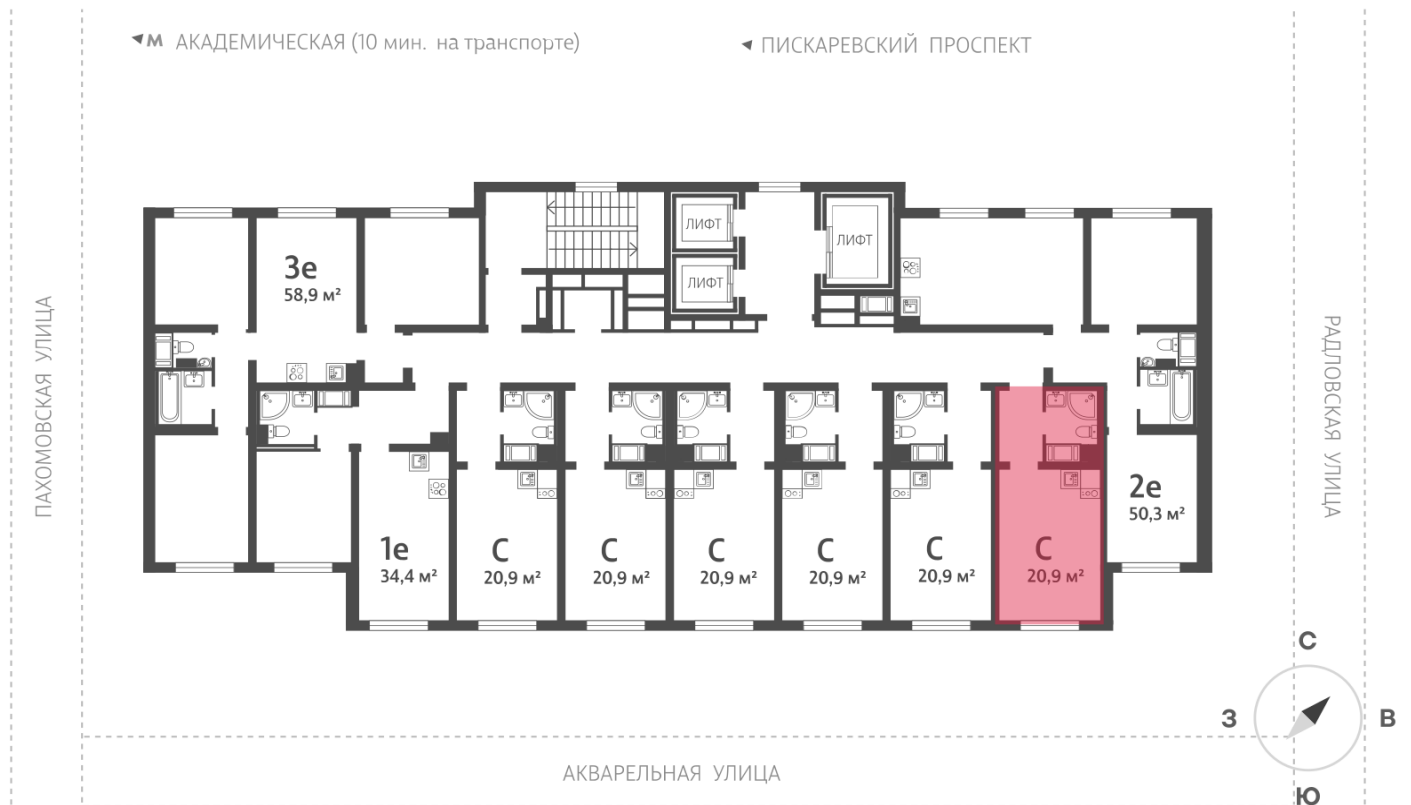 М АКАДЕМИЧЕСКАЯ (10 мин. на транспорте)
ПИСКАРЕВСКИЙ ПРОСПЕКТ
ПАХОМОВСКАЯ УЛИЦА
РАДЛОВСКАЯ УЛИЦА
ЛИФТ
ЛИФТ
ЛИФТ
3е
58,9 м²
2е
50,3 м²
1е
34,4 м²
С
20,9 м²
С
20,9 м²
С
20,9 м²
С
20,9 м²
С
20,9 м²
С
20,9 м²
С
З
В
Ю
АКВАРЕЛЬНАЯ УЛИЦА